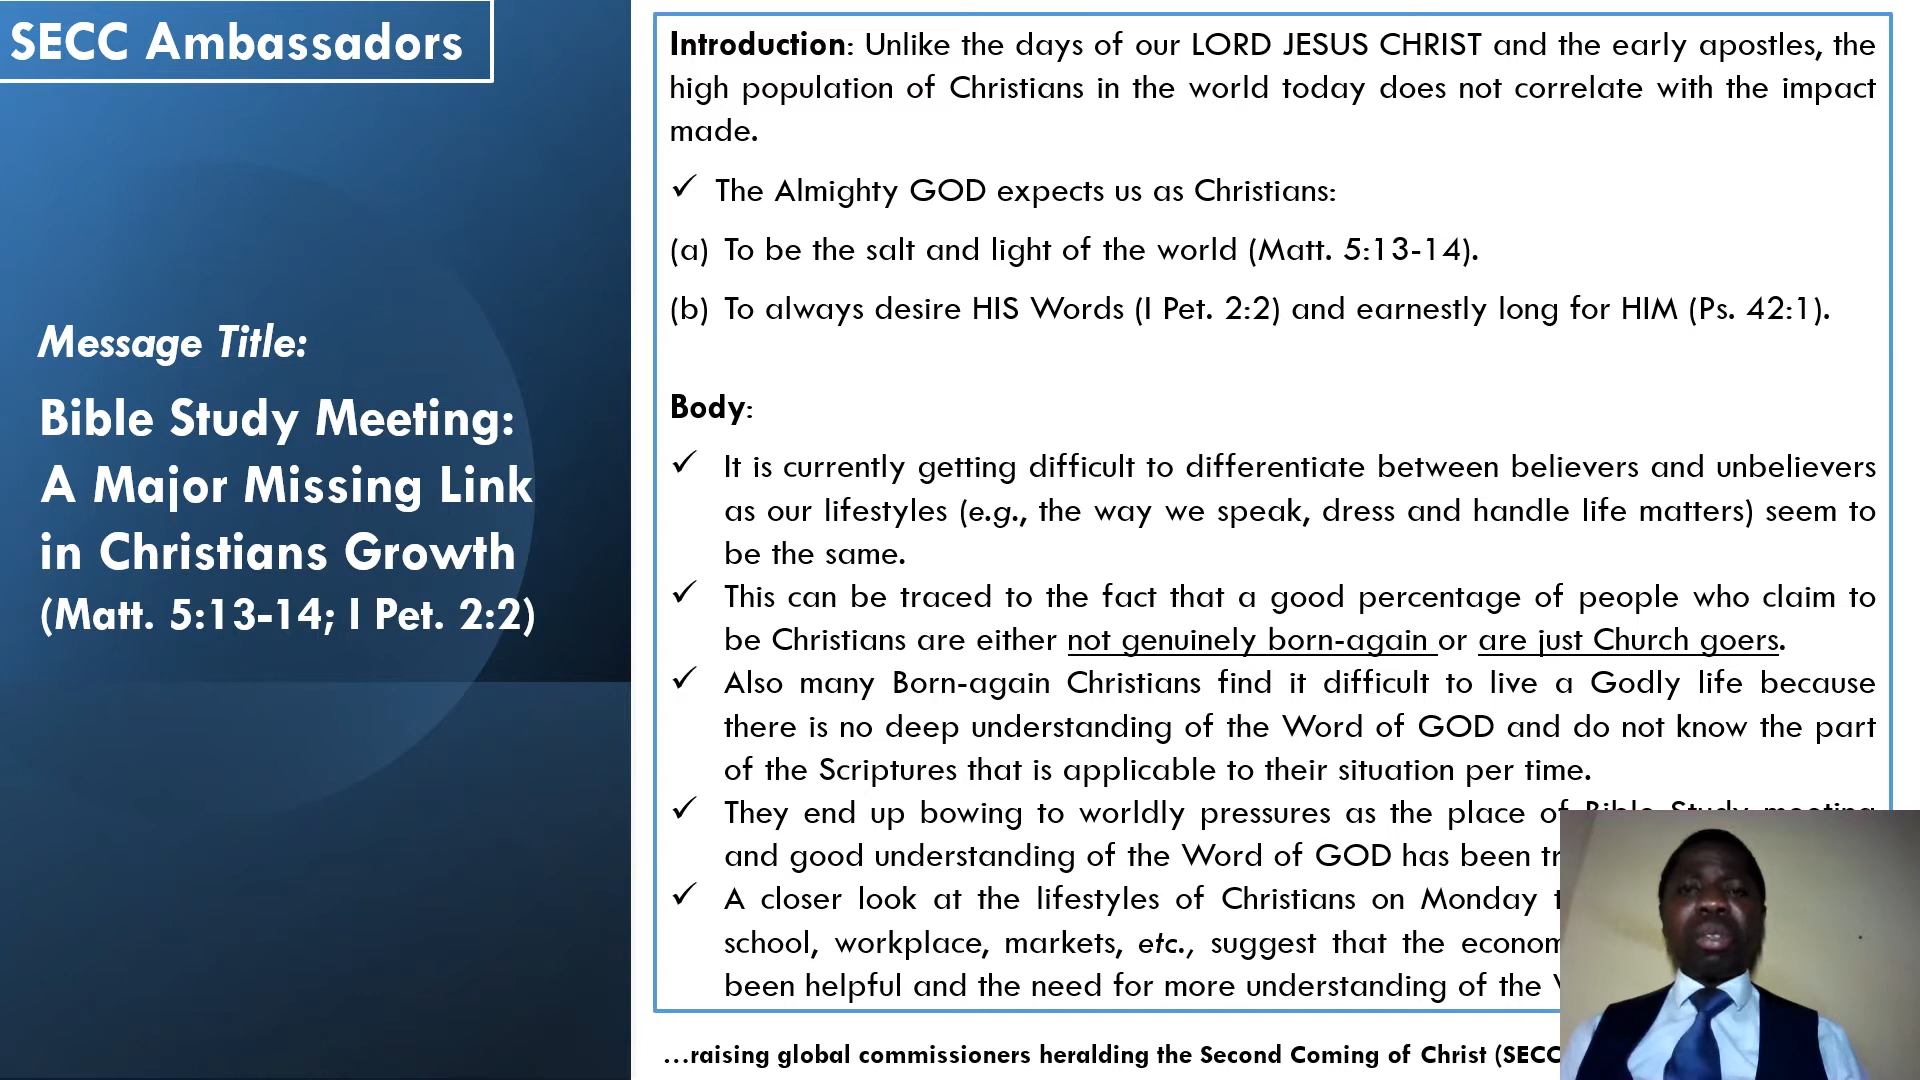 SECC Ambassadors
Message Title:
Bible Study Meeting:
A Major Missing Link
in Christians Growth
(Matt. 5:13-14; I Pet. 2:2)
Introduction: Unlike the days of our LORD JESUS CHRIST and the early apostles, the
high population of Christians in the world today does not correlate with the impact
made.
✓ The Almighty GOD expects us as Christians:
(a) To be the salt and light of the world (Matt. 5:13-14).
(b) To always desire HIS Words (I Pet. 2:2) and earnestly long for HIM (Ps. 42:1).
Body:
✓ It is currently getting difficult to differentiate between believers and unbelievers
as our lifestyles (e.g., the way we speak, dress and handle life matters) seem to
be the same.
✓ This can be traced to the fact that a good percentage of people who claim to
be Christians are either not genuinely born-again or are just Church goers.
✓ Also many Born-again Christians find it difficult to live a Godly life because
there is no deep understanding of the Word of GOD and do not know the part
of the Scriptures that is applicable to their situation per time.
✓ They end up bowing to worldly pressures as the place of Bible Study meeting
and good understanding of the Word of GOD has been
✓ A closer look at the lifestyles of Christians on Monday
school, workplace, markets, etc., suggest that the
been helpful and the need for more understanding of the
…raising global commissioners heralding the Second Coming of Christ (SECC